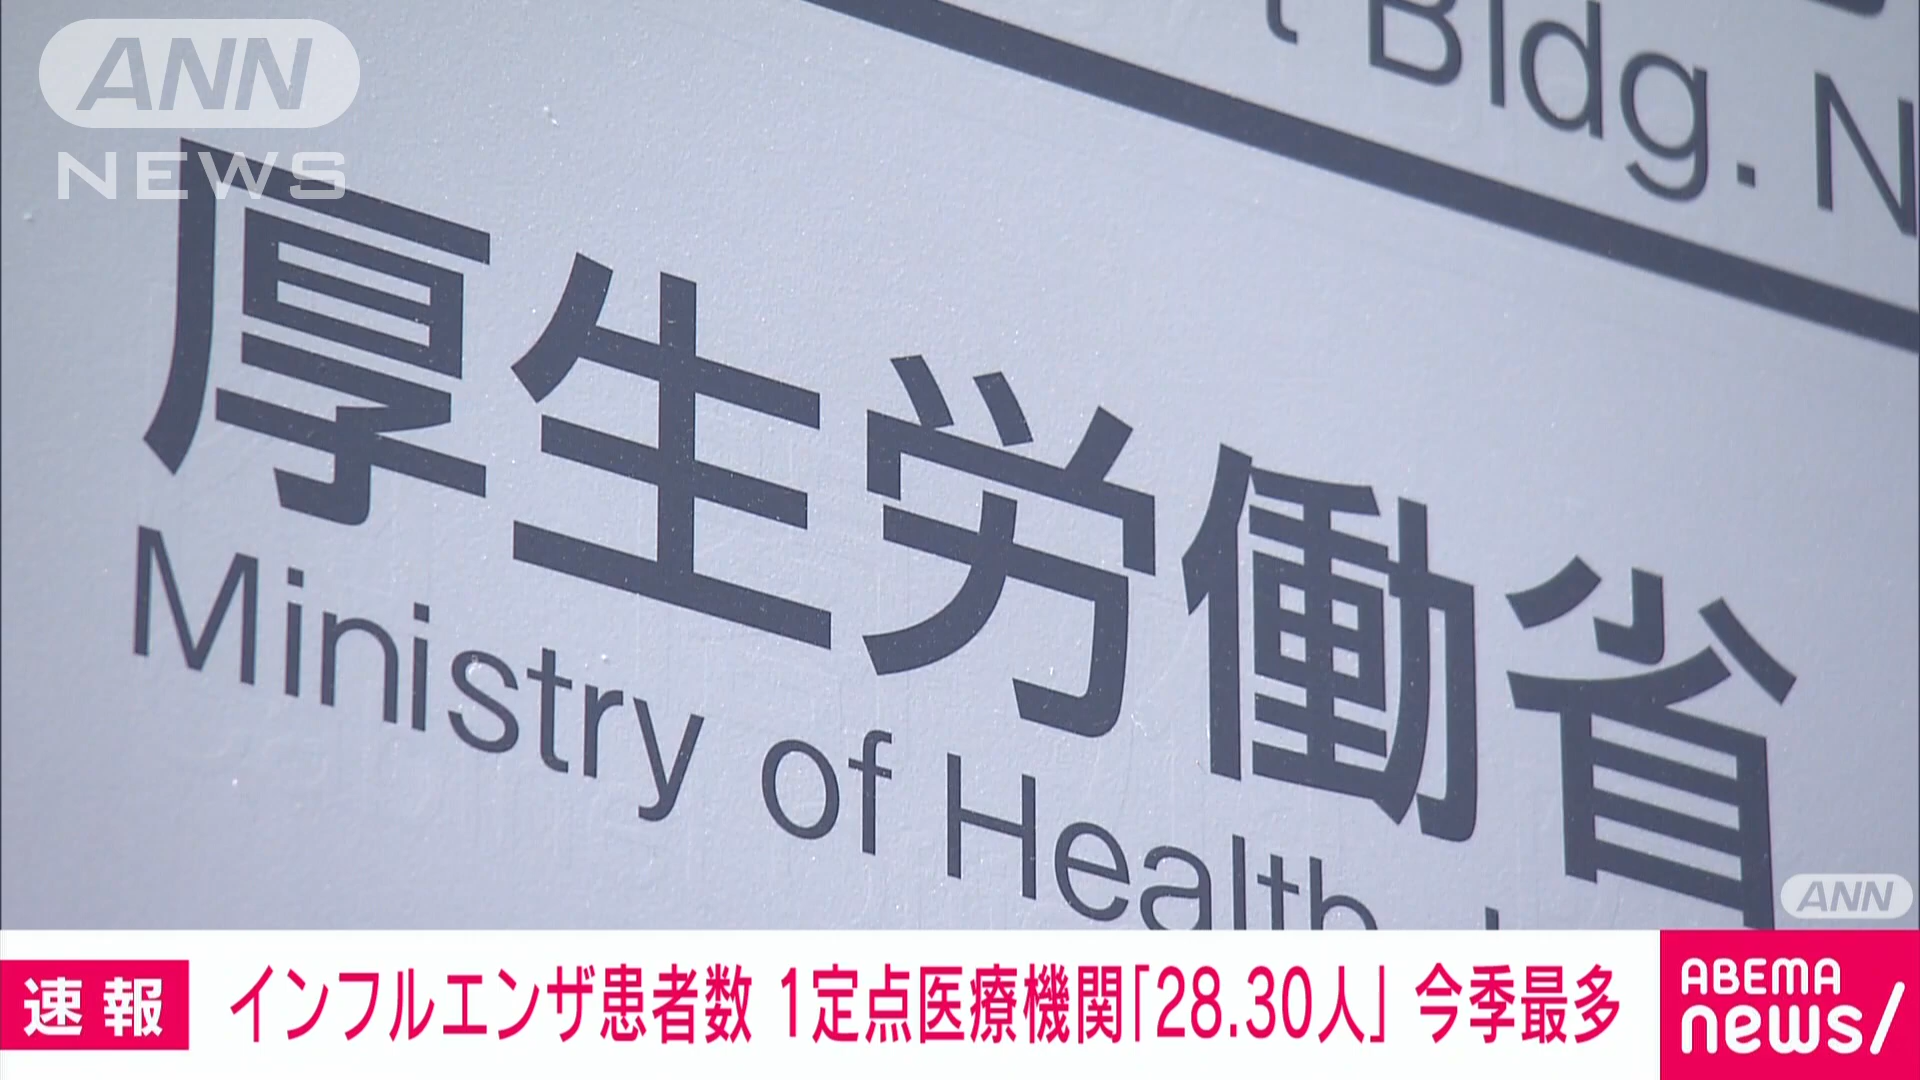 ANN
NEWS
t Bldg. N
厚生労働省
Ministry of Health,
ANN
速報
インフルエンザ患者数 1定点医療機関「28.30人」 今季最多
ABEMA
news/